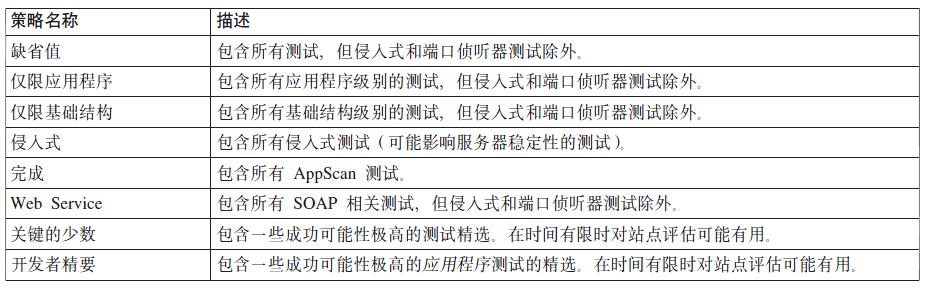 策略名称 描述
缺省值 包含所有测试，但侵入式和端口侦听器测试除外。
仅限应用程序 包含所有应用程序级别的测试，但侵入式和端口侦听器测试除外。
仅限基础结构 包含所有基础结构级别的测试，但侵入式和端口侦听器测试除外。
侵入式 包含所有侵入式测试（可能影响服务器稳定性的测试）。
完成 包含所有 AppScan 测试。
Web Service 包含所有 SOAP 相关测试，但侵入式和端口侦听器测试除外。
关键的少数 包含一些成功可能性极高的测试精选。在时间有限时对站点评估可能有用。
开发者精要 包含一些成功可能性极高的应用程序测试的精选。在时间有限时对站点评估可能有用。